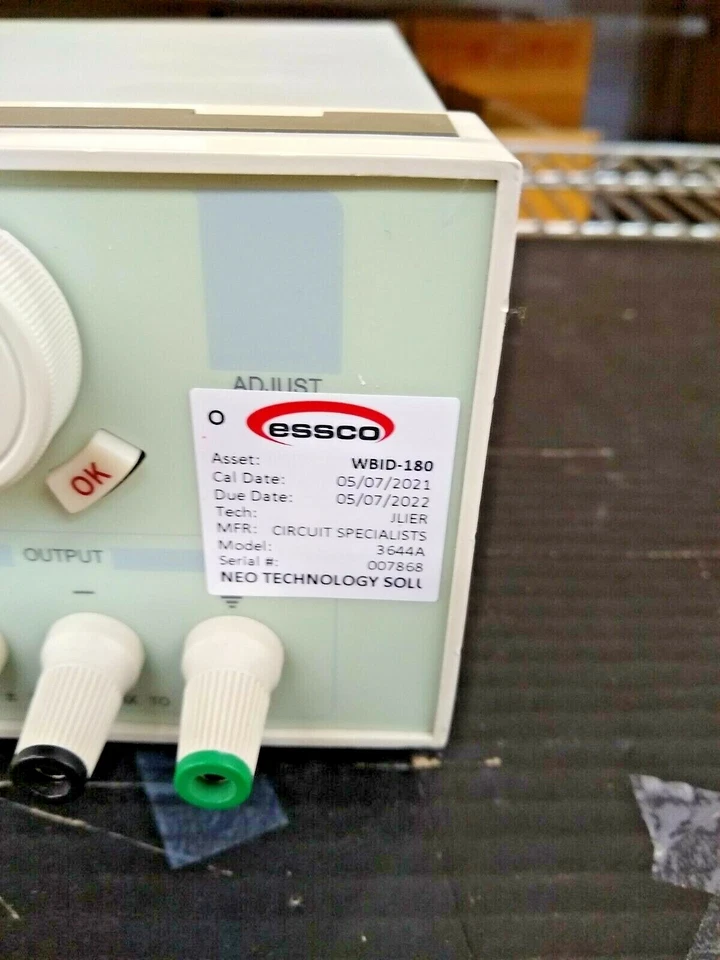 ADJUST
O
essco
Asset: WBID-180
Cal Date: 05/07/2021
Due Date: 05/07/2022
Tech: JLIER
MFR: CIRCUIT SPECIALISTS
Model: 3644A
Serial #: 007868
NEO TECHNOLOGY SOLU
OK
OUTPUT
−
TO